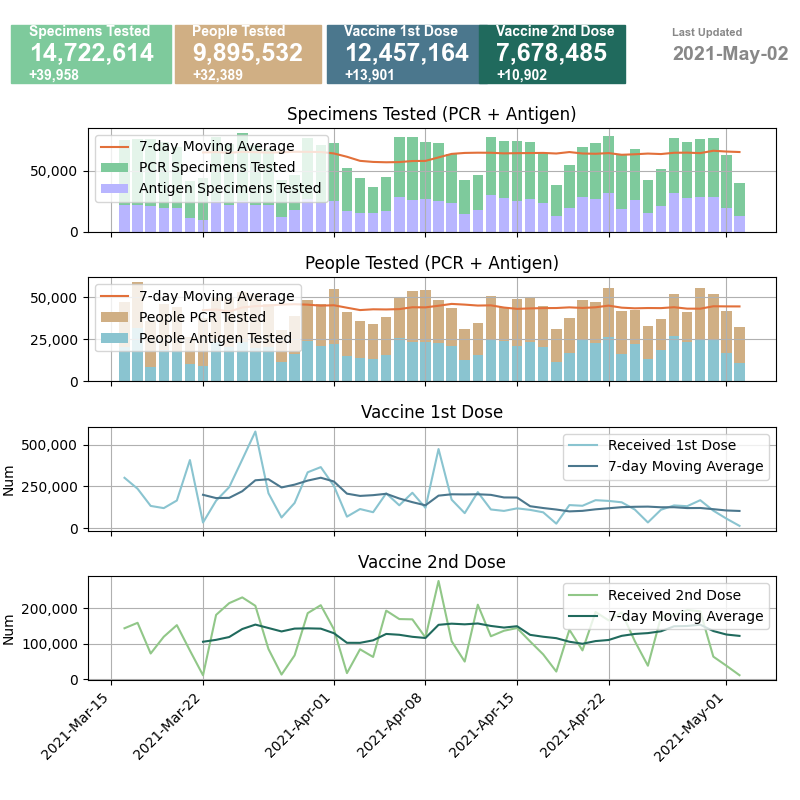 Specimens Tested
14,722,614
+39,958
People Tested
9,895,532
+32,389
Vaccine 1st Dose
12,457,164
+13,901
Vaccine 2nd Dose
7,678,485
+10,902
Last Updated
2021-May-02
Specimens Tested (PCR + Antigen)
7-day Moving Average
PCR Specimens Tested
Antigen Specimens Tested
50,000
0
People Tested (PCR + Antigen)
7-day Moving Average
People PCR Tested
People Antigen Tested
50,000
25,000
0
Vaccine 1st Dose
Received 1st Dose
7-day Moving Average
500,000
250,000
0
Num
Vaccine 2nd Dose
Received 2nd Dose
7-day Moving Average
200,000
100,000
0
Num
2021-Mar-15
2021-Mar-22
2021-Apr-01
2021-Apr-08
2021-Apr-15
2021-Apr-22
2021-May-01